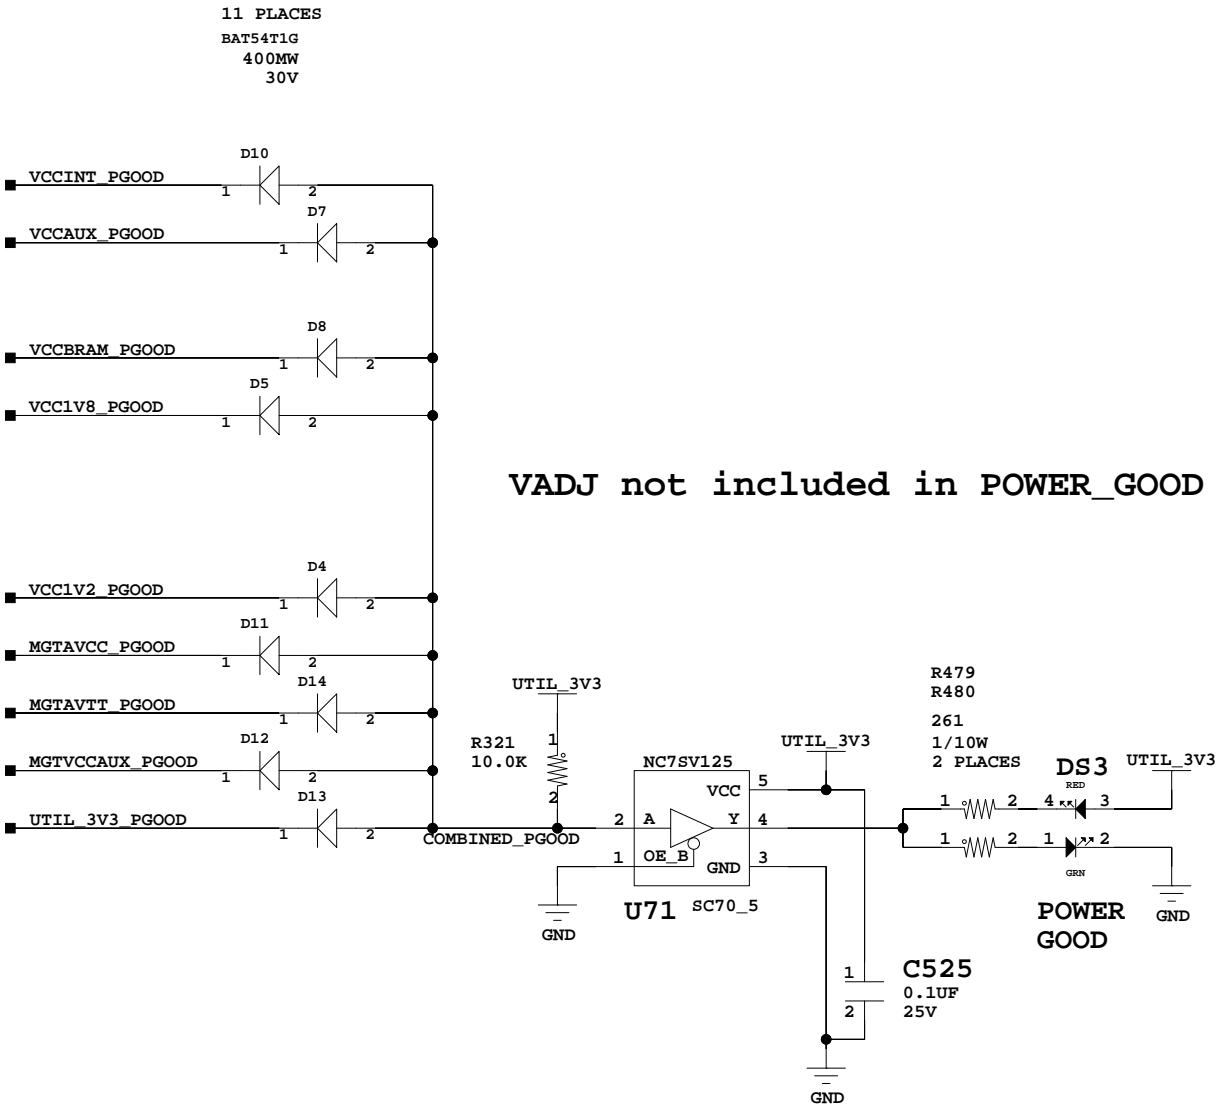 11 PLACES
BAT54T1G
400MW
30V
D10
VCCINT_PGOOD
1
2
D7
VCCAUX_PGOOD
1
2
D8
VCCBRAM_PGOOD
1
2
D5
VCC1V8_PGOOD
1
2
VADJ not included in POWER_GOOD
D4
VCC1V2_PGOOD
1
2
D11
MGTAVCC_PGOOD
1
2
D14
MGTAVTT_PGOOD
1
2
D12
MGTVCCAUX_PGOOD
1
2
D13
UTIL_3V3_PGOOD
1
2
COMBINED_PGOOD
UTIL_3V3
R321
10.0K
1
2
NC7SV125
VCC
5
2
A
Y
4
1
OE_B
GND
3
U71
SC70_5
GND
UTIL_3V3
R479
R480
261
1/10W
2 PLACES
DS3
RED
UTIL_3V3
1
2
4
3
1
2
1
2
GRN
POWER
GOOD
GND
C525
0.1UF
25V
1
2
GND